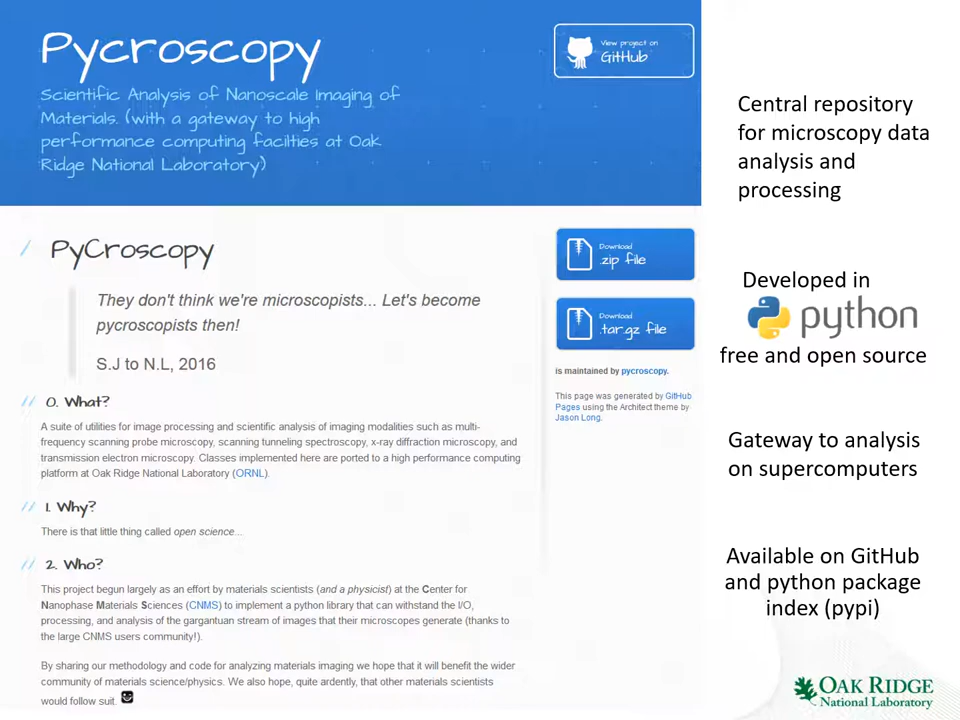 Pycroscopy
Scientific Analysis of Nanoscale Imaging of
Materials. (with a gateway to high
performance computing facilties at Oak
Ridge National Laboratory)
View project on
GitHub
/ PyCroscopy
They don't think we're microscopists... Let's become
pycroscopists then!
S.J to N.L, 2016
// 0. What?
A suite of utilities for image processing and scientific analysis of imaging modalities such as multi-
frequency scanning probe microscopy, scanning tunneling spectroscopy, x-ray diffraction microscopy, and
transmission electron microscopy. Classes implemented here are ported to a high performance computing
platform at Oak Ridge National Laboratory (ORNL).
// 1. Why?
There is that little thing called open science...
// 2. Who?
This project begun largely as an effort by materials scientists (and a physicist) at the Center for
Nanophase Materials Sciences (CNMS) to implement a python library that can withstand the I/O,
processing, and analysis of the gargantuan stream of images that their microscopes generate (thanks to
the large CNMS users community!).
By sharing our methodology and code for analyzing materials imaging we hope that it will benefit the wider
community of materials science/physics. We also hope, quite ardently, that other materials scientists
would follow suit.
Download
.zip file
Download
.tar.gz file
is maintained by pycroscopy.
This page was generated by GitHub
Pages using the Architect theme by
Jason Long.
Central repository
for microscopy data
analysis and
processing
Developed in
python
free and open source
Gateway to analysis
on supercomputers
Available on GitHub
and python package
index (pypi)
OAK RIDGE
National Laboratory